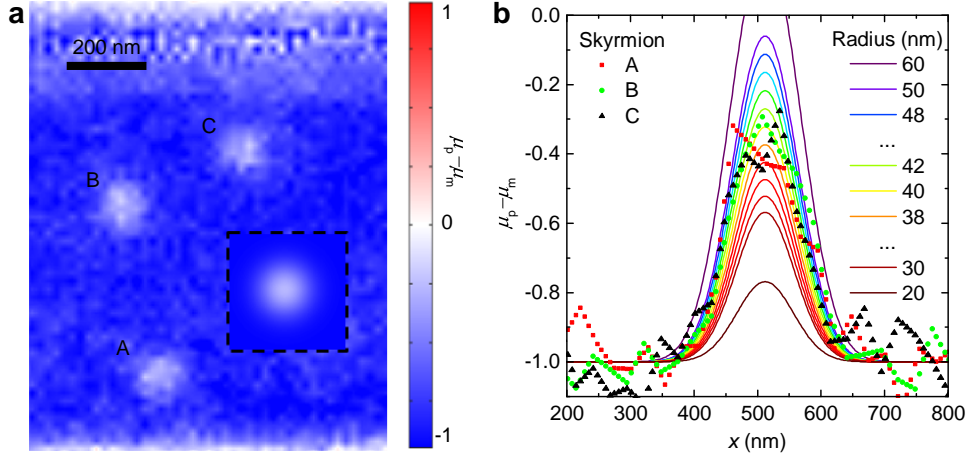 a
200 nm
C
B
A
1
μp – μm
0
-1
b
0.0
-0.2
-0.4
-0.6
-0.8
-1.0
μp–μm
200
300
400
500
600
700
800
x (nm)
Skyrmion
A
B
C
Radius (nm)
60
50
48
...
42
40
38
...
30
20